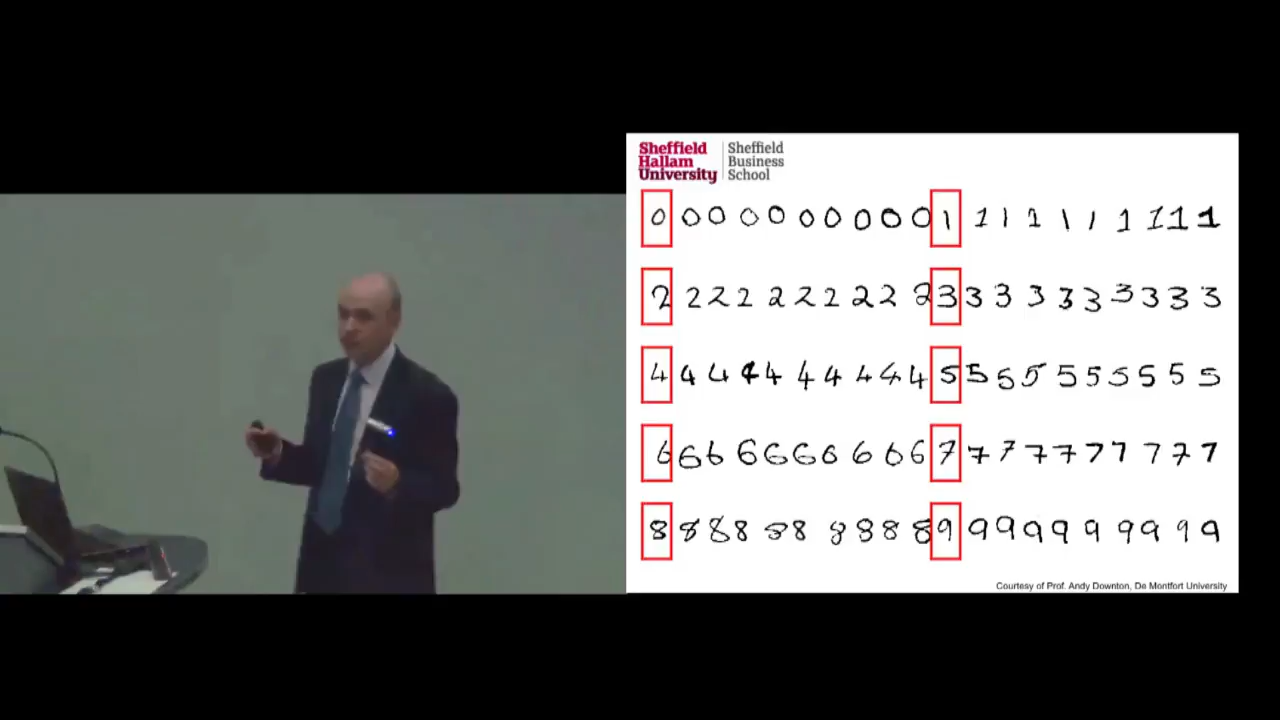 Sheffield
Hallam
University
Sheffield
Business
School
0 0 0 0 0 0 0 0 0 0 1 1 1 1 1 1 1 1 1 1
2 2 2 2 2 2 2 2 2 2 3 3 3 3 3 3 3 3 3 3
4 4 4 4 4 4 4 4 4 4 5 5 5 5 5 5 5 5 5 5
6 6 6 6 6 6 6 6 6 6 7 7 7 7 7 7 7 7 7 7
8 8 8 8 8 8 8 8 8 8 9 9 9 9 9 9 9 9 9 9
Courtesy of Prof. Andy Downton, De Montfort University